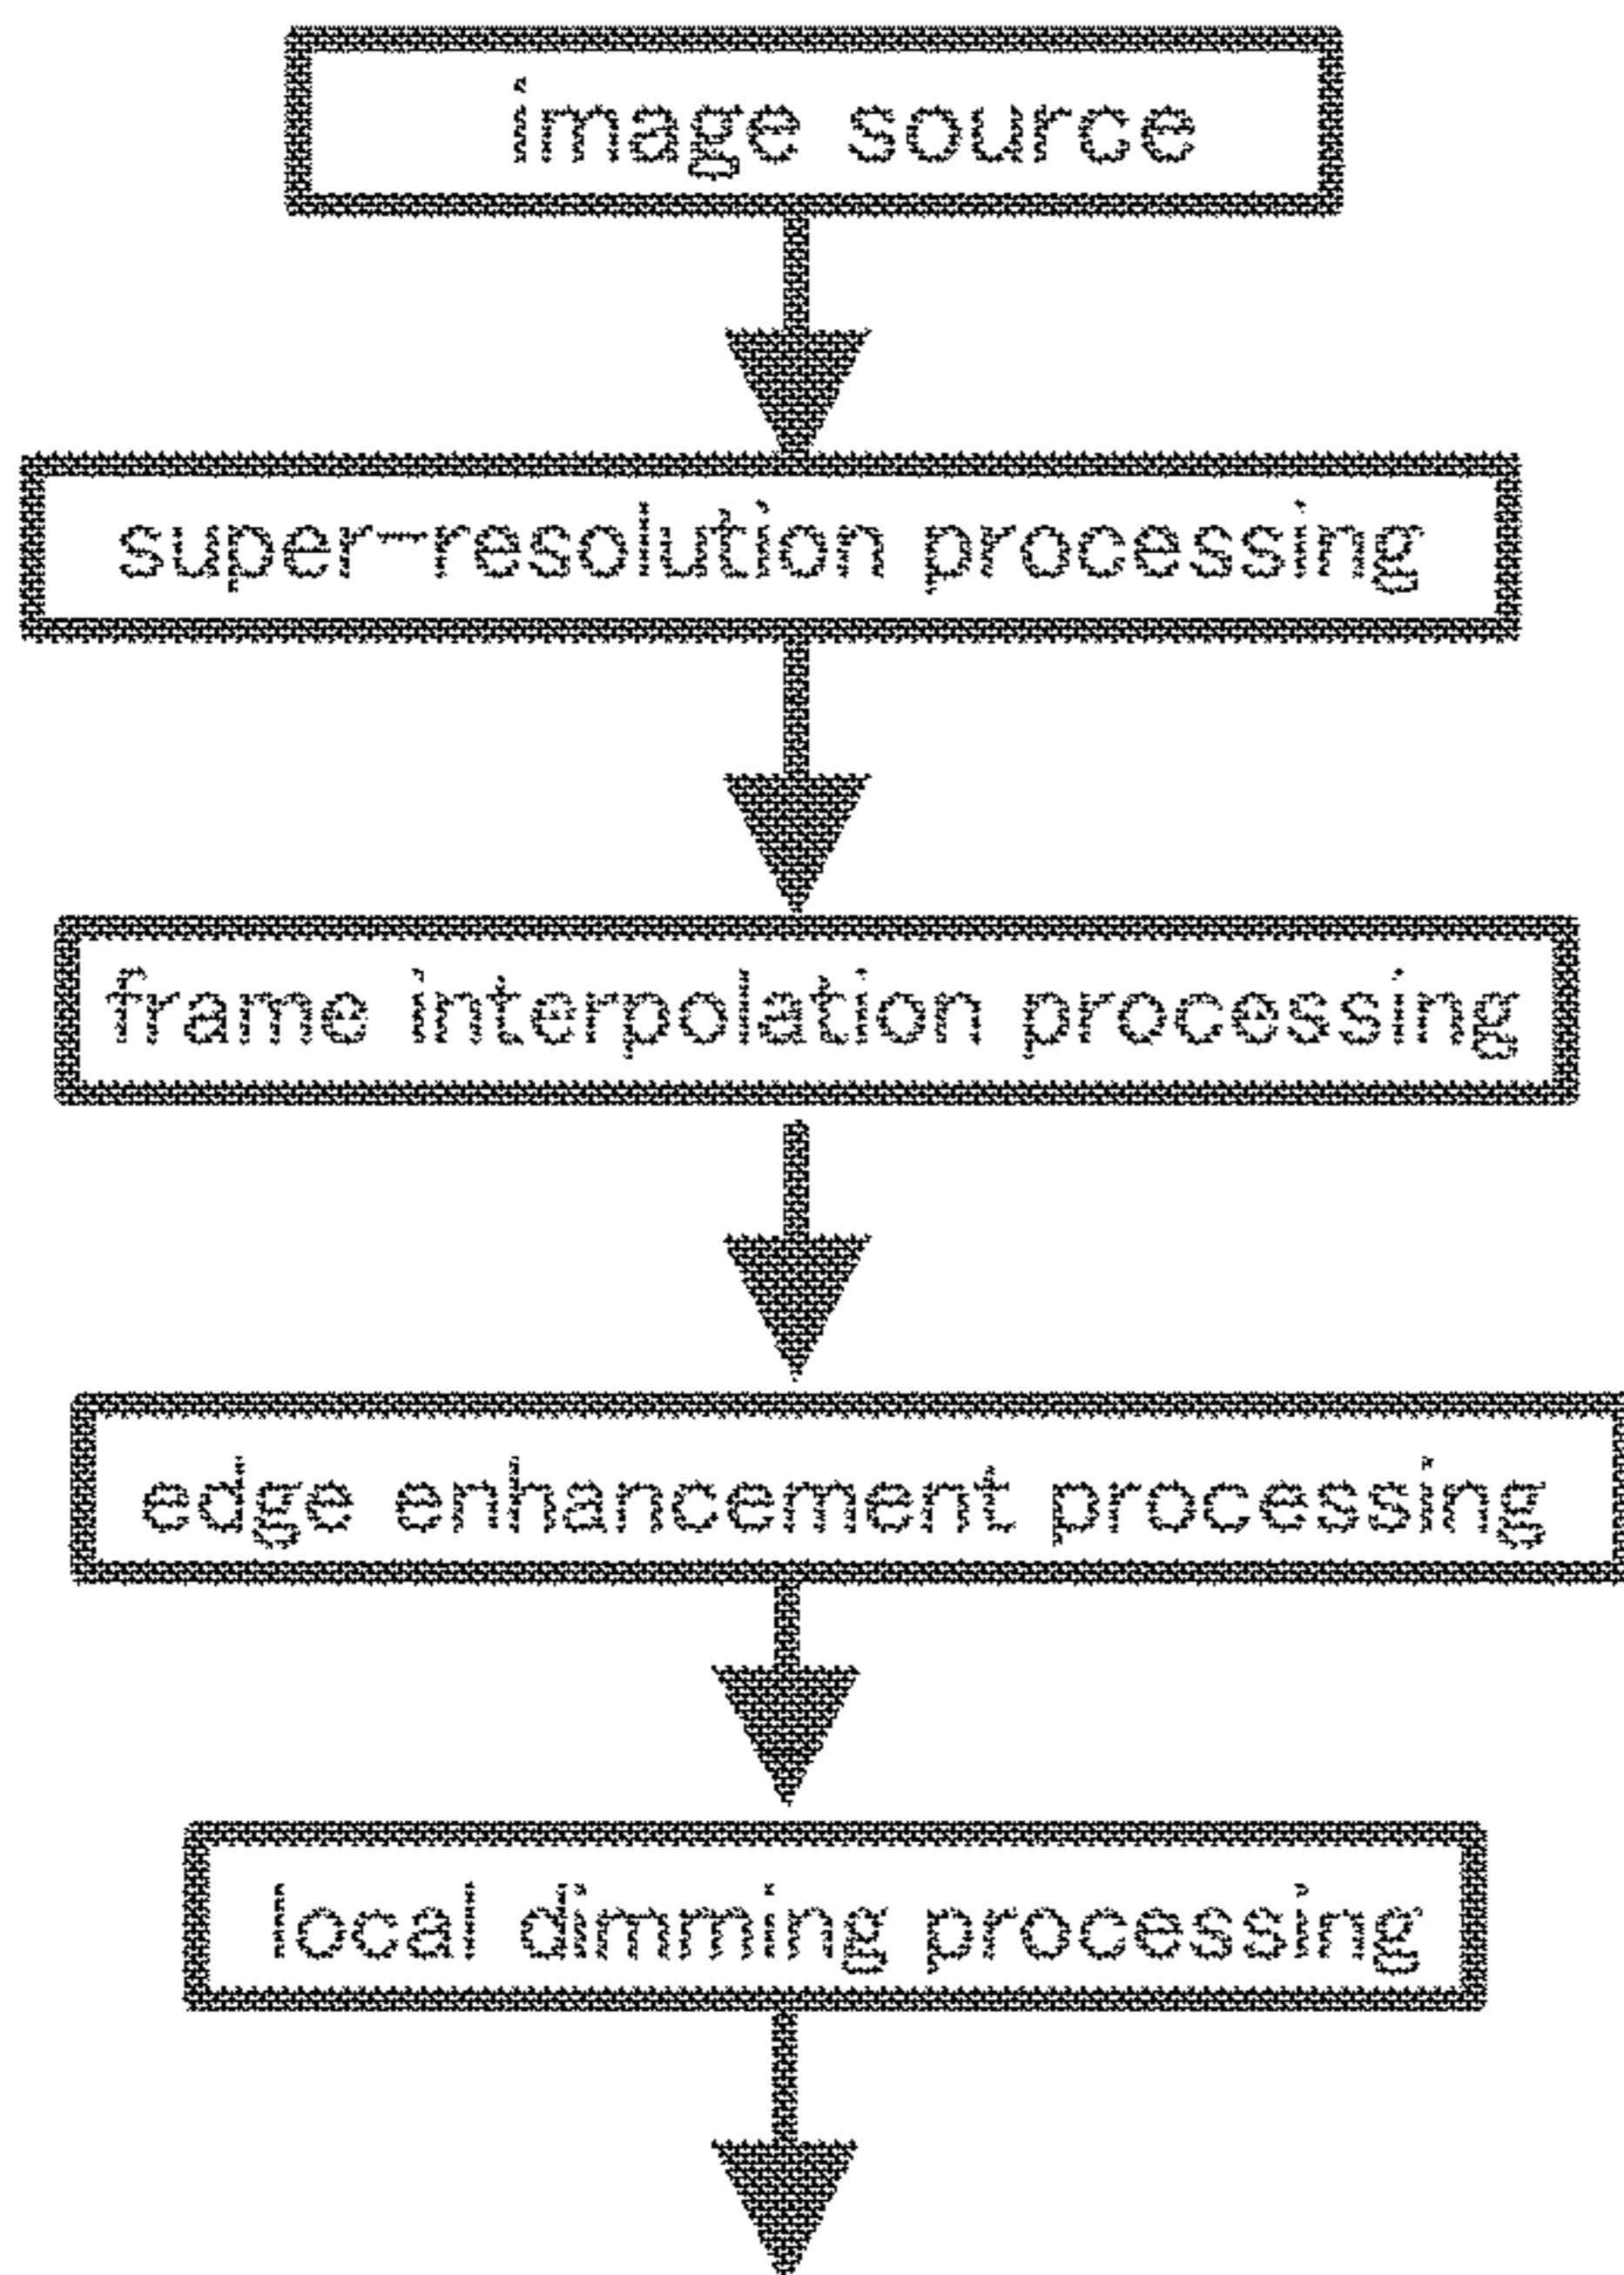 image source
super-resolution processing
frame interpolation processing
edge enhancement processing
local dimming processing